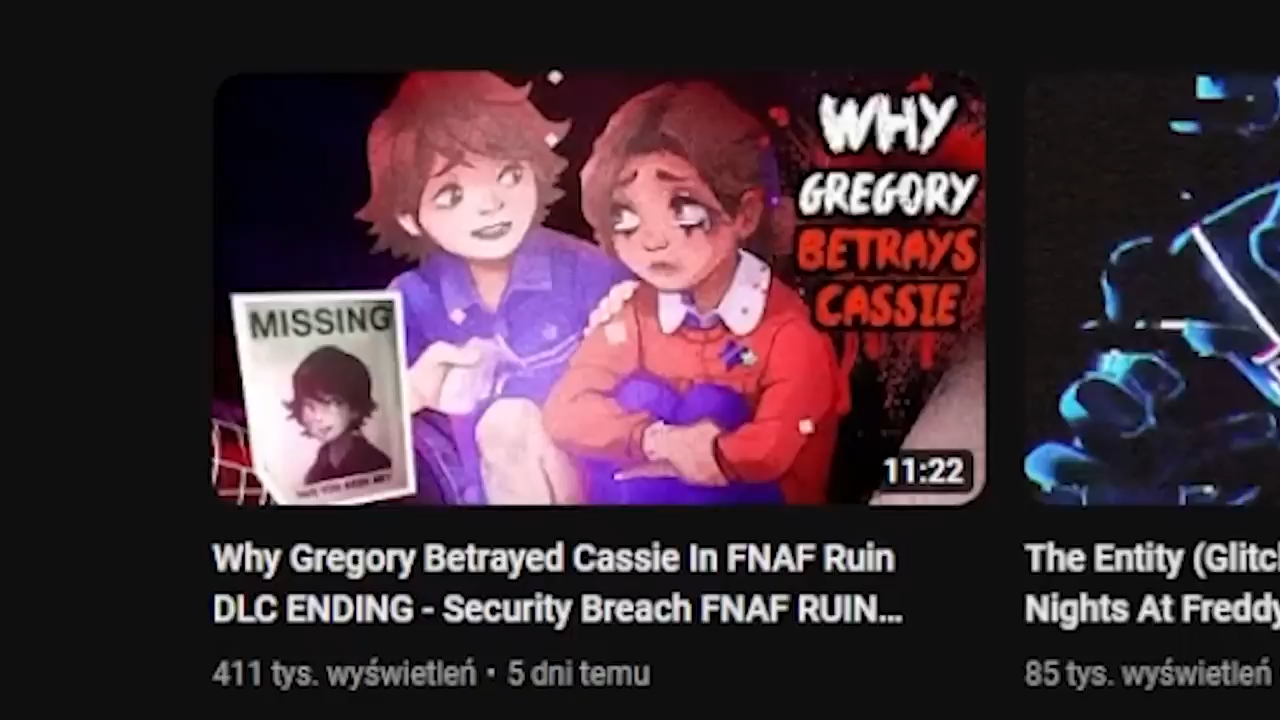 WHY
GREGORY
BETRAYS
CASSIE
MISSING
11:22
Why Gregory Betrayed Cassie In FNAF Ruin
DLC ENDING - Security Breach FNAF RUIN...
411 tys. wyświetleń • 5 dni temu
The Entity (Glitch
Nights At Freddy
85 tys. wyświetleń